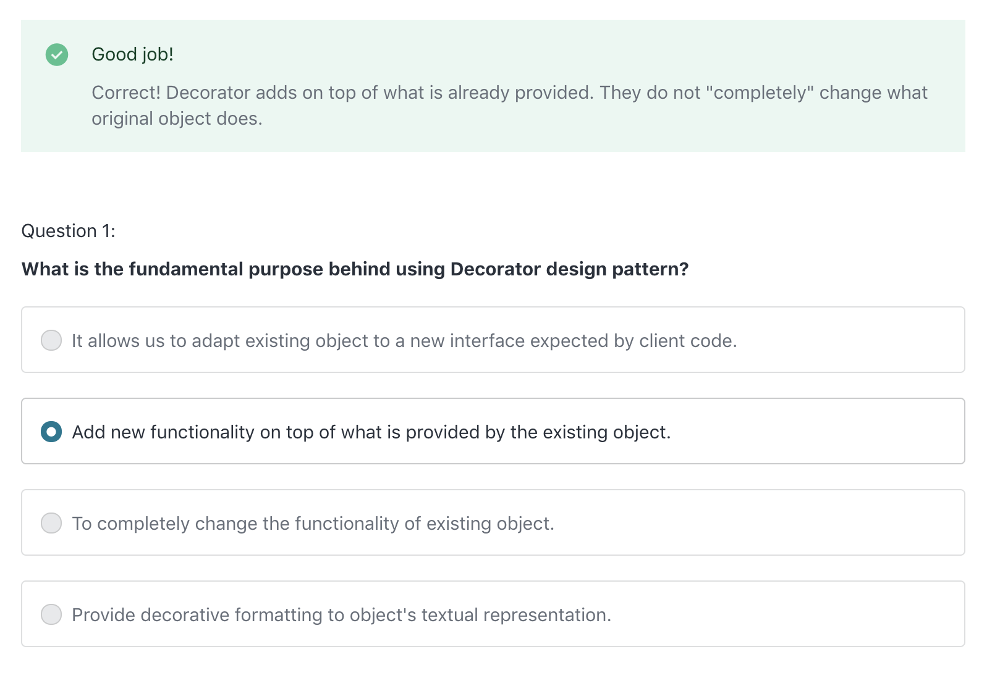 Good job!
Correct! Decorator adds on top of what is already provided. They do not "completely" change what
original object does.
Question 1:
What is the fundamental purpose behind using Decorator design pattern?
It allows us to adapt existing object to a new interface expected by client code.
Add new functionality on top of what is provided by the existing object.
To completely change the functionality of existing object.
Provide decorative formatting to object's textual representation.